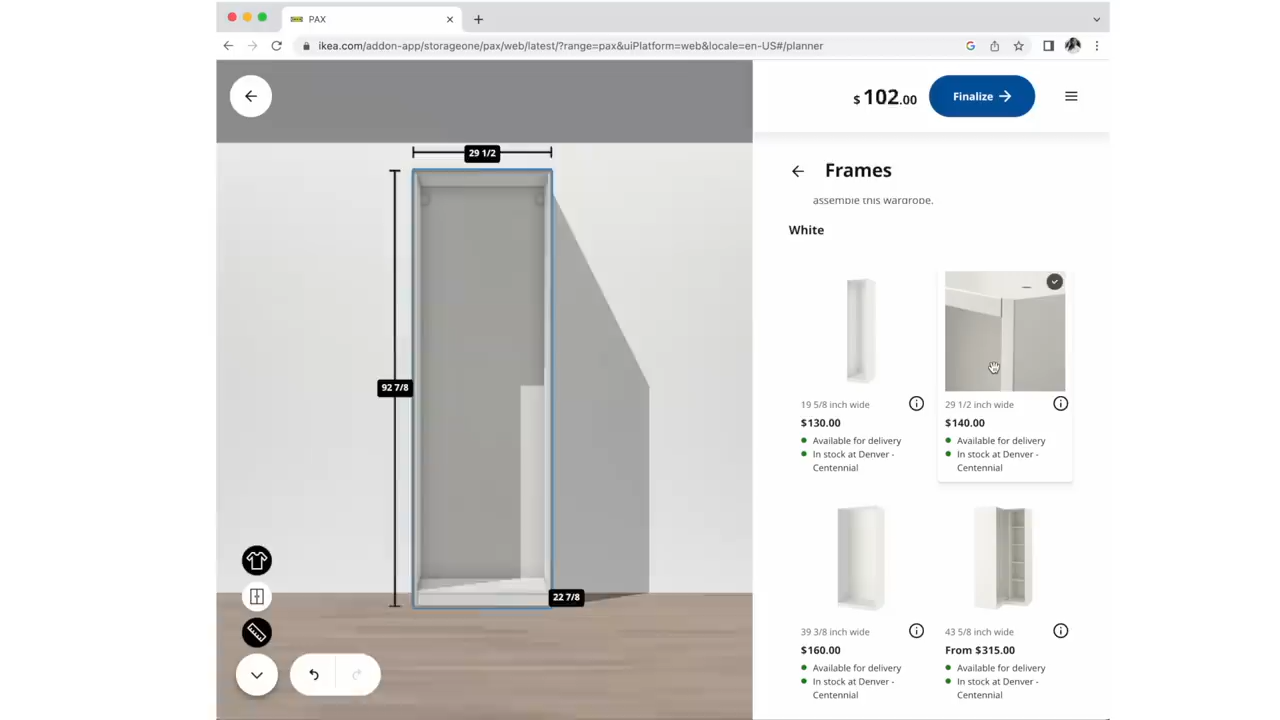 IKEA PAX
ikea.com/addon-app/storageone/pax/web/latest/?range=pax&uiPlatform=web&locale=en-US#/planner
$ 102.00 Finalize
Frames
assemble this wardrobe.
White
29 1/2
92 7/8
22 7/8
19 5/8 inch wide
$130.00
Available for delivery
In stock at Denver -
Centennial
29 1/2 inch wide
$140.00
Available for delivery
In stock at Denver -
Centennial
39 3/8 inch wide
$160.00
Available for delivery
In stock at Denver -
Centennial
43 5/8 inch wide
From $315.00
Available for delivery
In stock at Denver -
Centennial